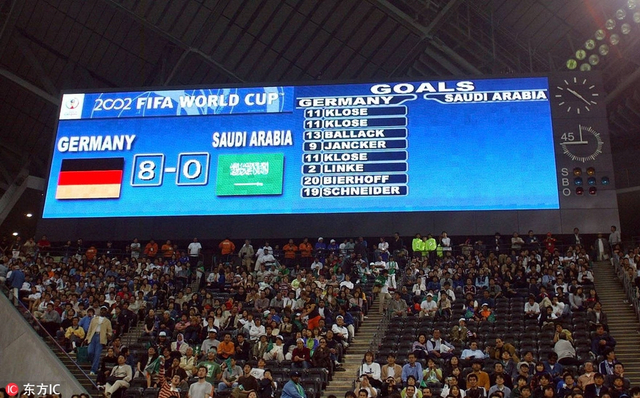 2002 FIFA WORLD CUP
GOALS
GERMANY SAUDI ARABIA
GERMANY SAUDI ARABIA
8-0
11 KLOSE
11 KLOSE
13 BALLACK
9 JANCKER
11 KLOSE
2 LINKE
20 BIERHOFF
19 SCHNEIDER
45
S
B
O
东方IC